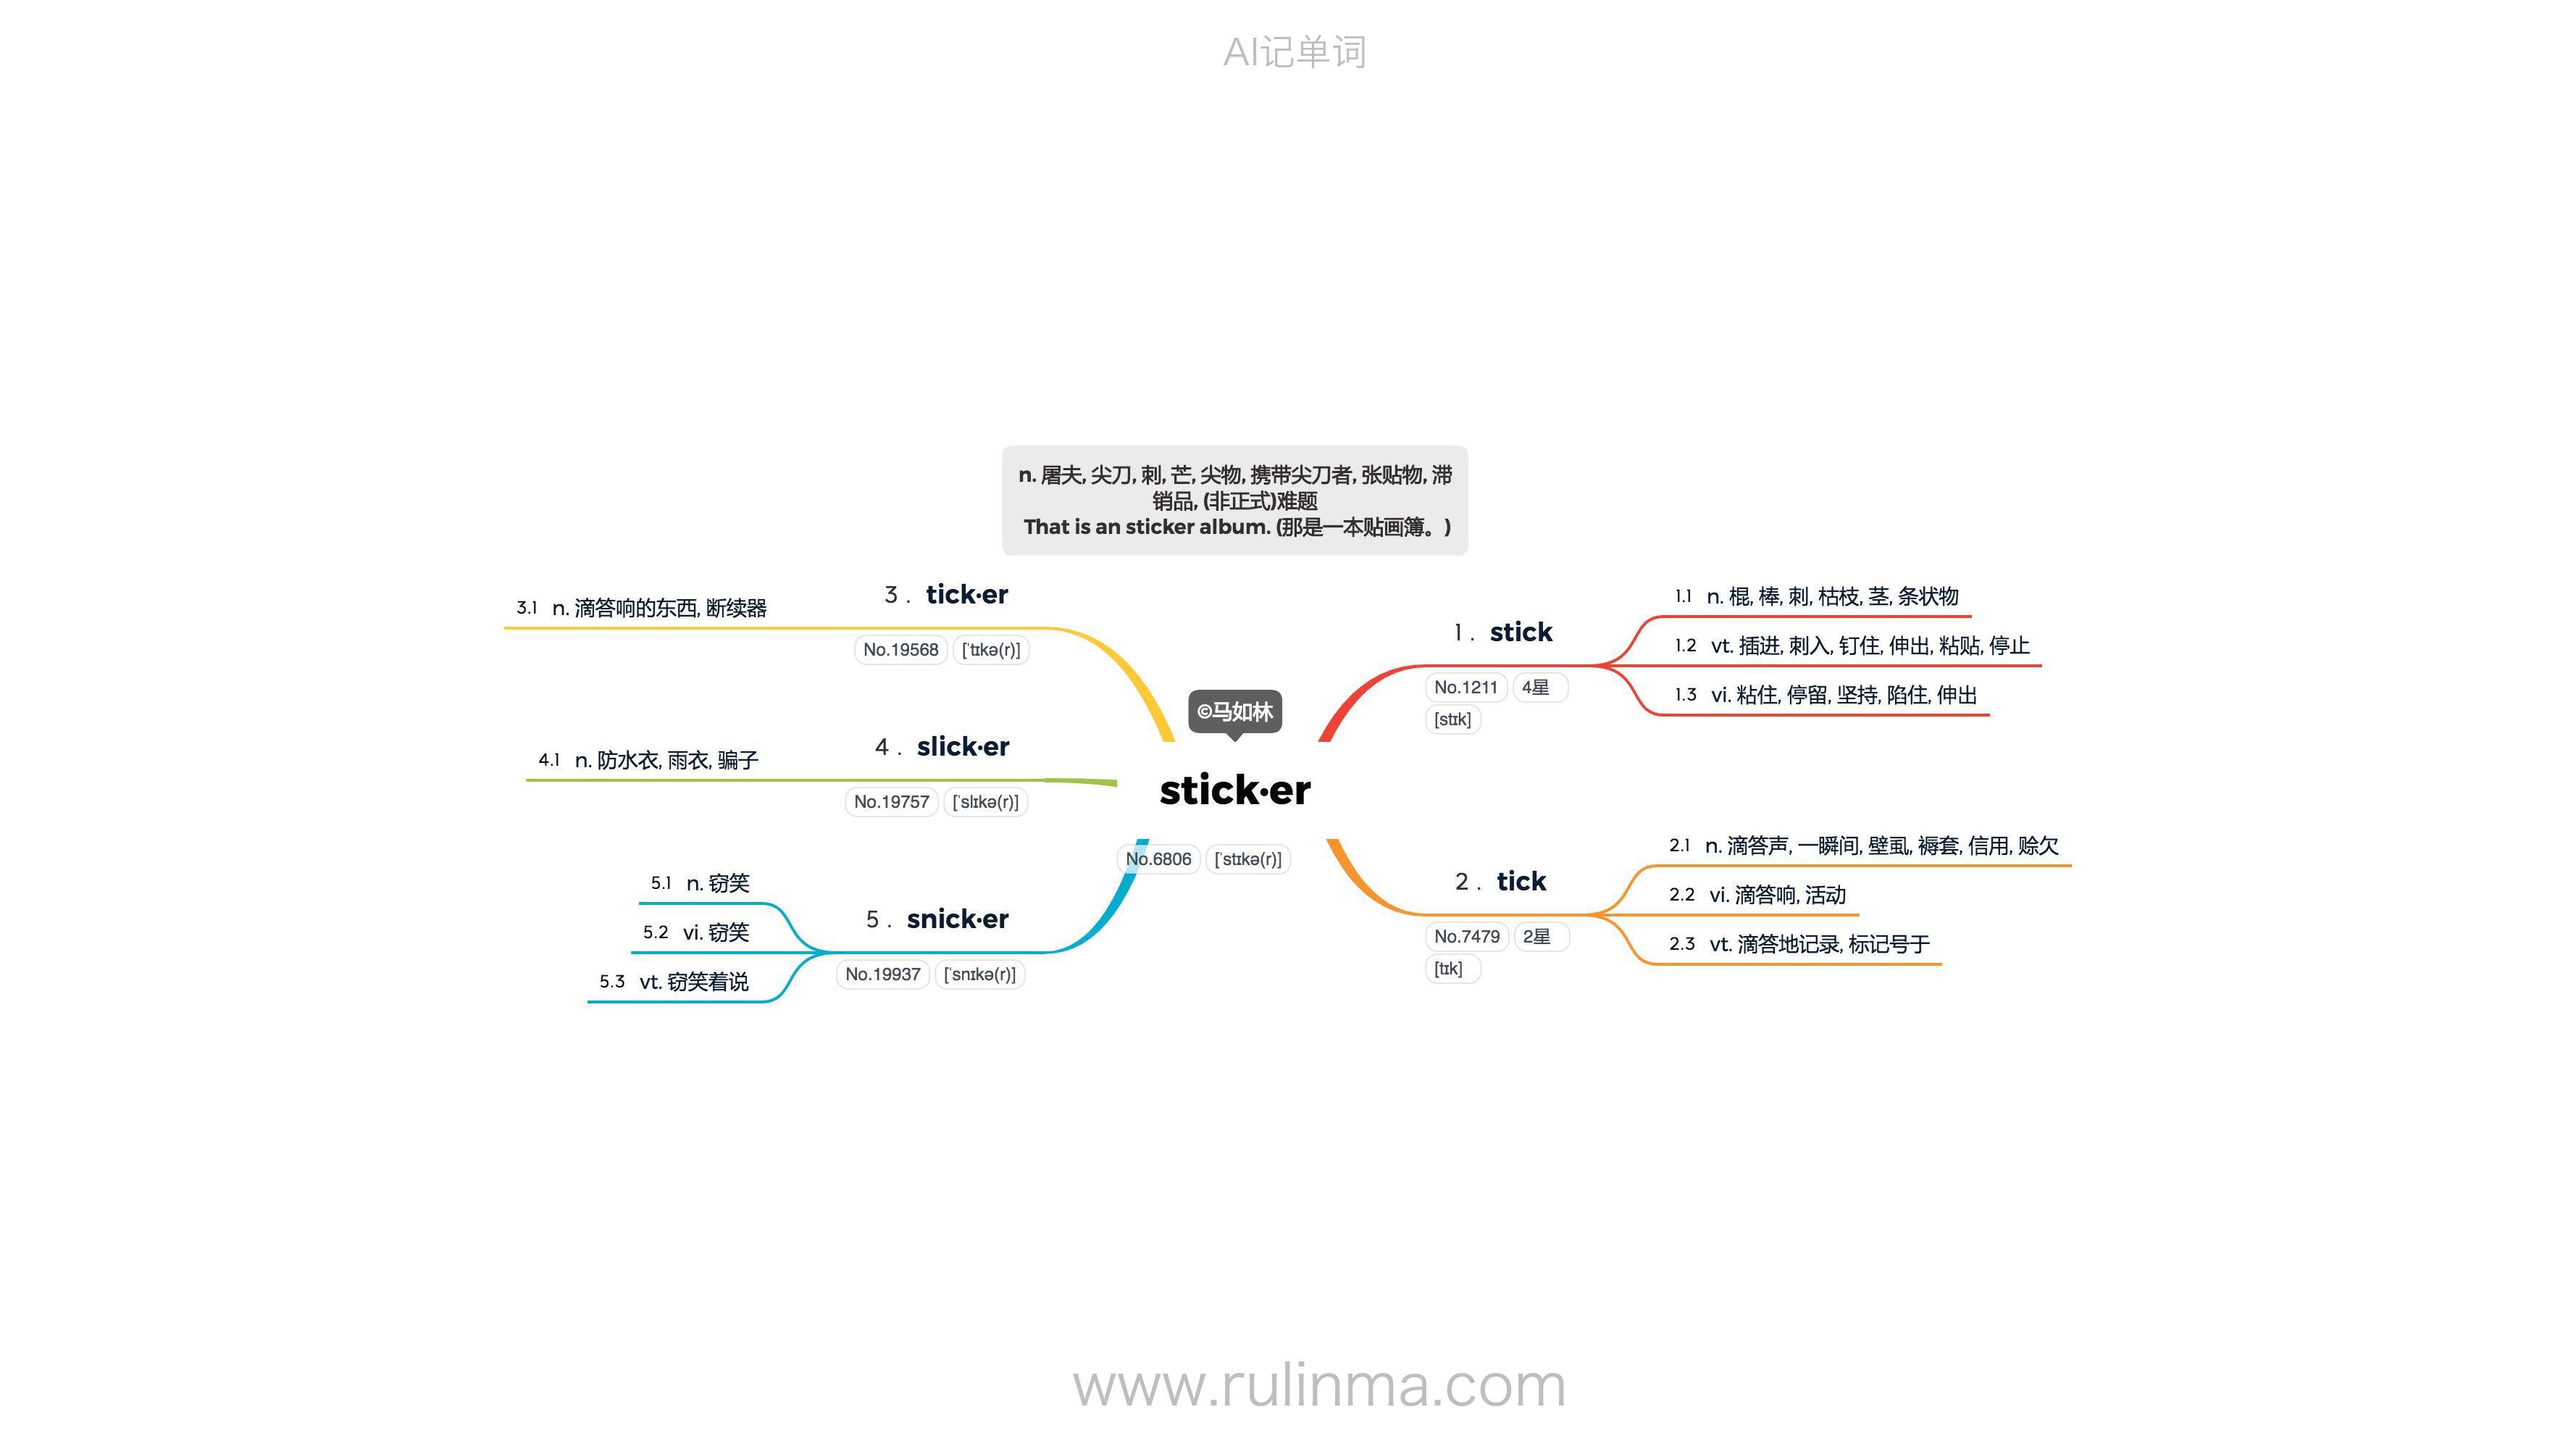 AI记单词
n. 屠夫, 尖刀, 刺, 芒, 尖物, 携带尖刀者, 张贴物, 滞
销品, (非正式)难题
That is an sticker album. (那是一本贴画簿。)
©马如林
stick·er
No.6806 [ˈstɪkə(r)]
1 . stick
No.1211 4星
[stɪk]
1.1 n. 棍, 棒, 刺, 枯枝, 茎, 条状物
1.2 vt. 插进, 刺入, 钉住, 伸出, 粘贴, 停止
1.3 vi. 粘住, 停留, 坚持, 陷住, 伸出
2 . tick
No.7479 2星
[tɪk]
2.1 n. 滴答声, 一瞬间, 壁虱, 褥套, 信用, 赊欠
2.2 vi. 滴答响, 活动
2.3 vt. 滴答地记录, 标记号于
3 . tick·er
No.19568 [ˈtɪkə(r)]
3.1 n. 滴答响的东西, 断续器
4 . slick·er
No.19757 [ˈslɪkə(r)]
4.1 n. 防水衣, 雨衣, 骗子
5 . snick·er
No.19937 [ˈsnɪkə(r)]
5.1 n. 窃笑
5.2 vi. 窃笑
5.3 vt. 窃笑着说
www.rulinma.com